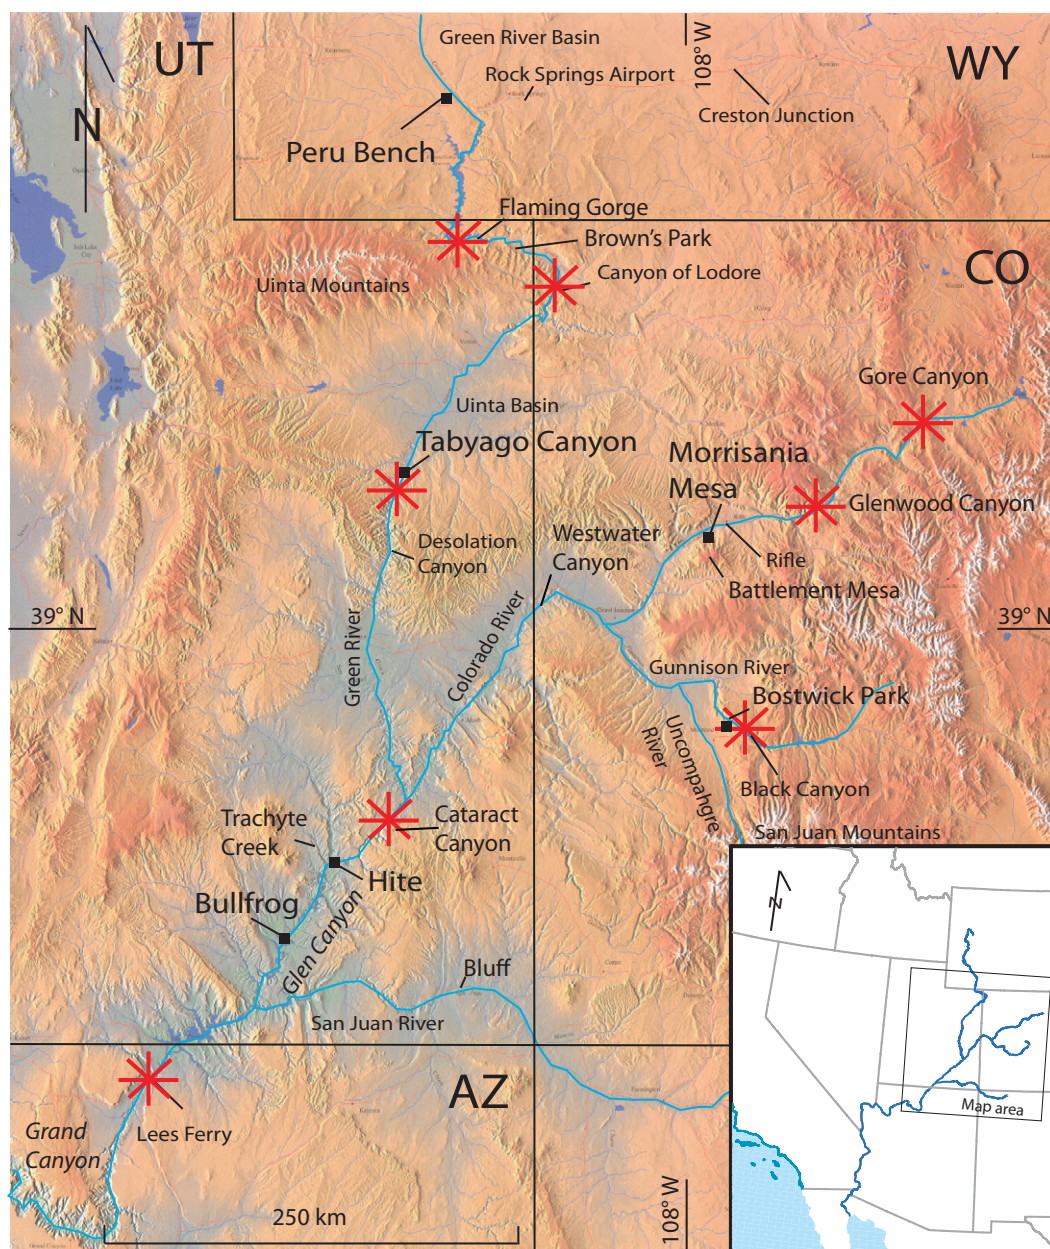 UT
Green River Basin
108° W
WY
Rock Springs Airport
Creston Junction
N
Peru Bench
Flaming Gorge
Brown's Park
CO
Canyon of Lodore
Uinta Mountains
Gore Canyon
Uinta Basin
Tabyago Canyon
Morrisania
Mesa
Glenwood Canyon
Westwater
Canyon
Desolation
Canyon
Rifle
Battlement Mesa
39° N
39° N
Green River
Colorado River
Gunnison River
Bostwick Park
Uncompahgre
River
Black Canyon
Trachyte
Creek
Cataract
Canyon
San Juan Mountains
Hite
Bullfrog
Glen Canyon
N
Bluff
San Juan River
AZ
Map area
Lees Ferry
Grand
Canyon
250 km
108° W